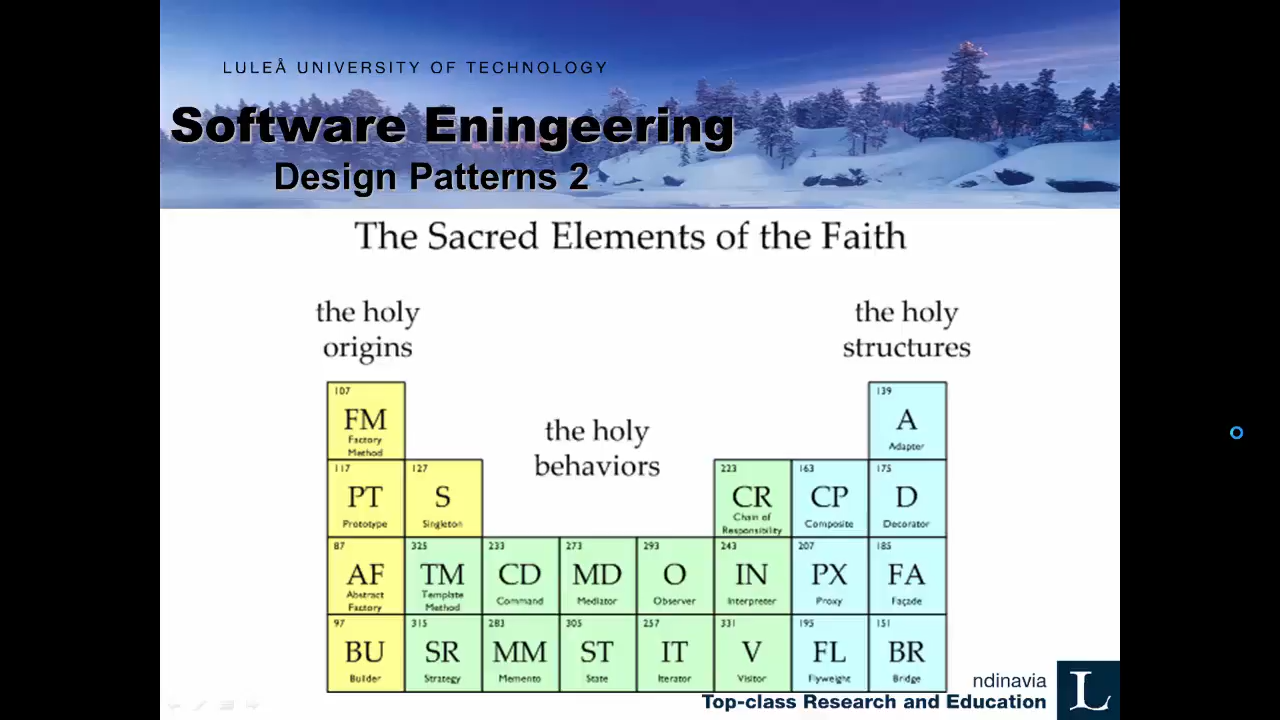 LULEÅ UNIVERSITY OF TECHNOLOGY
Software Eningeering
Design Patterns 2
The Sacred Elements of the Faith
the holy
origins
the holy
structures
the holy
behaviors
107
FM
Factory
Method
139
A
Adapter
117
PT
Prototype
127
S
Singleton
223
CR
Chain of
Responsibility
163
CP
Composite
175
D
Decorator
87
AF
Abstract
Factory
325
TM
Template
Method
233
CD
Command
273
MD
Mediator
293
O
Observer
243
IN
Interpreter
207
PX
Proxy
185
FA
Façade
97
BU
Builder
315
SR
Strategy
283
MM
Memento
305
ST
State
257
IT
Iterator
331
V
Visitor
195
FL
Flyweight
151
BR
Bridge
ndinavia
Top-class Research and Education
L